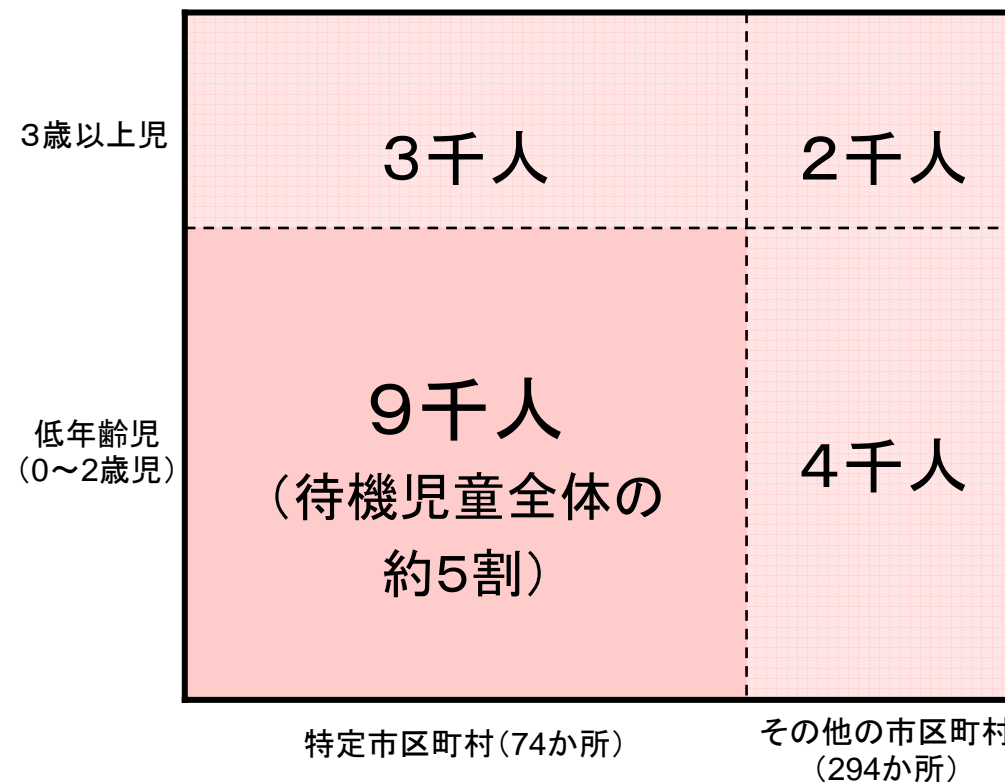 3歳以上児
3千人
2千人
低年齢児
(0～2歳児)
9千人
(待機児童全体の
約5割)
4千人
特定市区町村(74か所)
その他の市区町村
(294か所)